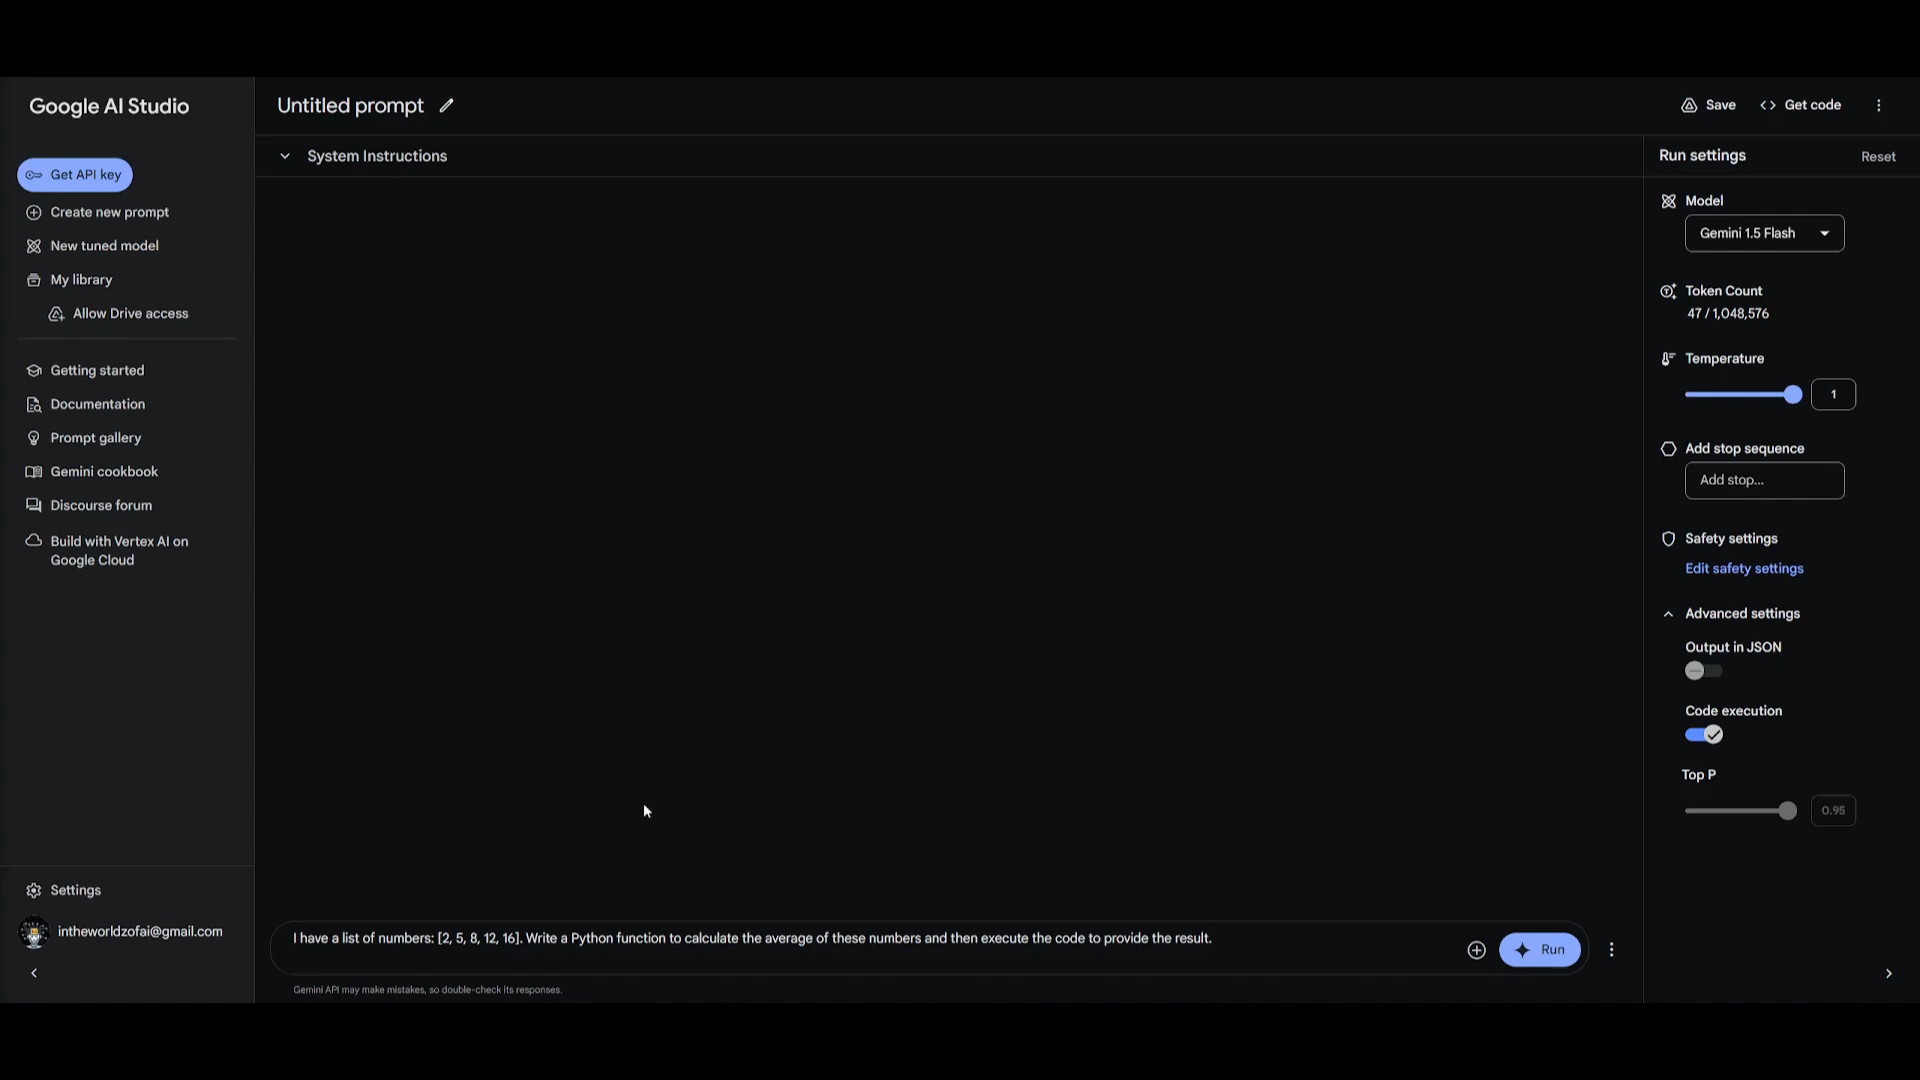 Google AI Studio
Get API key
Create new prompt
New tuned model
My library
Allow Drive access
Getting started
Documentation
Prompt gallery
Gemini cookbook
Discourse forum
Build with Vertex AI on
Google Cloud
Settings
intheworldzofai@gmail.com
Untitled prompt
Save
Get code
System Instructions
I have a list of numbers: [2, 5, 8, 12, 16]. Write a Python function to calculate the average of these numbers and then execute the code to provide the result.
Run
Gemini API may make mistakes, so double-check its responses.
Run settings
Reset
Model
Gemini 1.5 Flash
Token Count
47 / 1,048,576
Temperature
1
Add stop sequence
Add stop...
Safety settings
Edit safety settings
Advanced settings
Output in JSON
Code execution
Top P
0.95